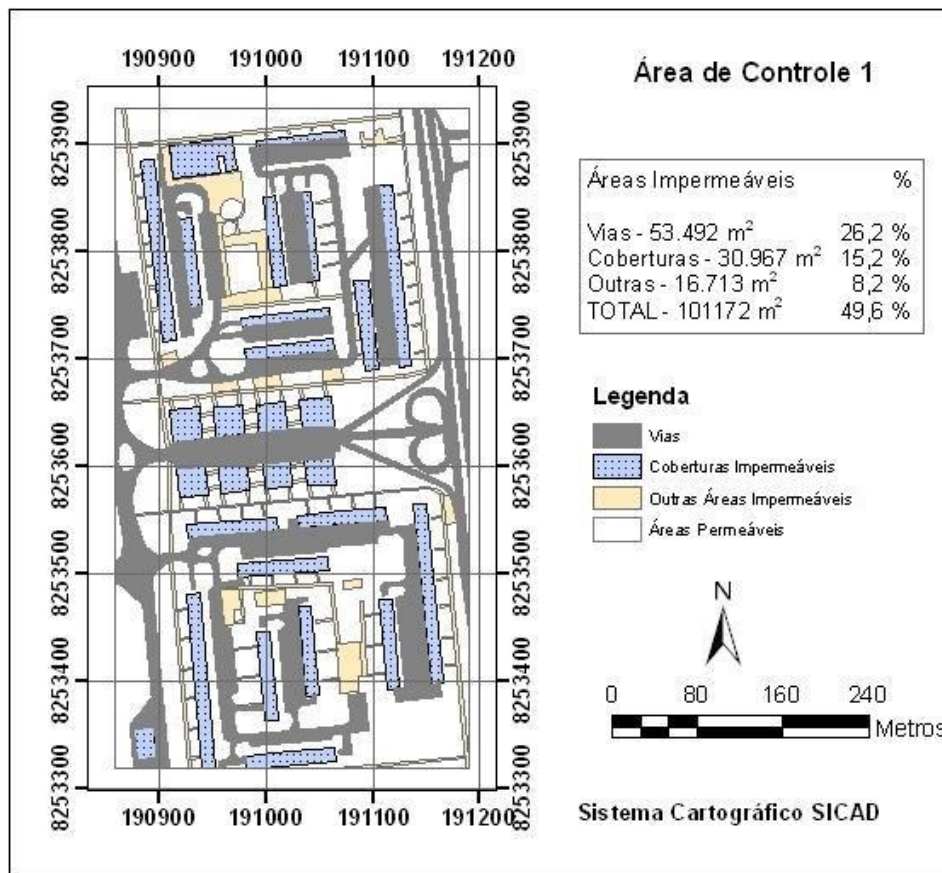 Área de Controle 1
190900 191000 191100 191200
8253900
8253800
8253700
8253600
8253500
8253400
8253300
8253900
8253800
8253700
8253600
8253500
8253400
8253300
190900 191000 191100 191200
Áreas Impermeáveis %
Vias - 53.492 m² 26,2 %
Coberturas - 30.967 m² 15,2 %
Outras - 16.713 m² 8,2 %
TOTAL - 101172 m² 49,6 %
Legenda
Vias
Coberturas Impermeáveis
Outras Áreas Impermeáveis
Áreas Permeáveis
N
0 80 160 240
Metros
Sistema Cartográfico SICAD